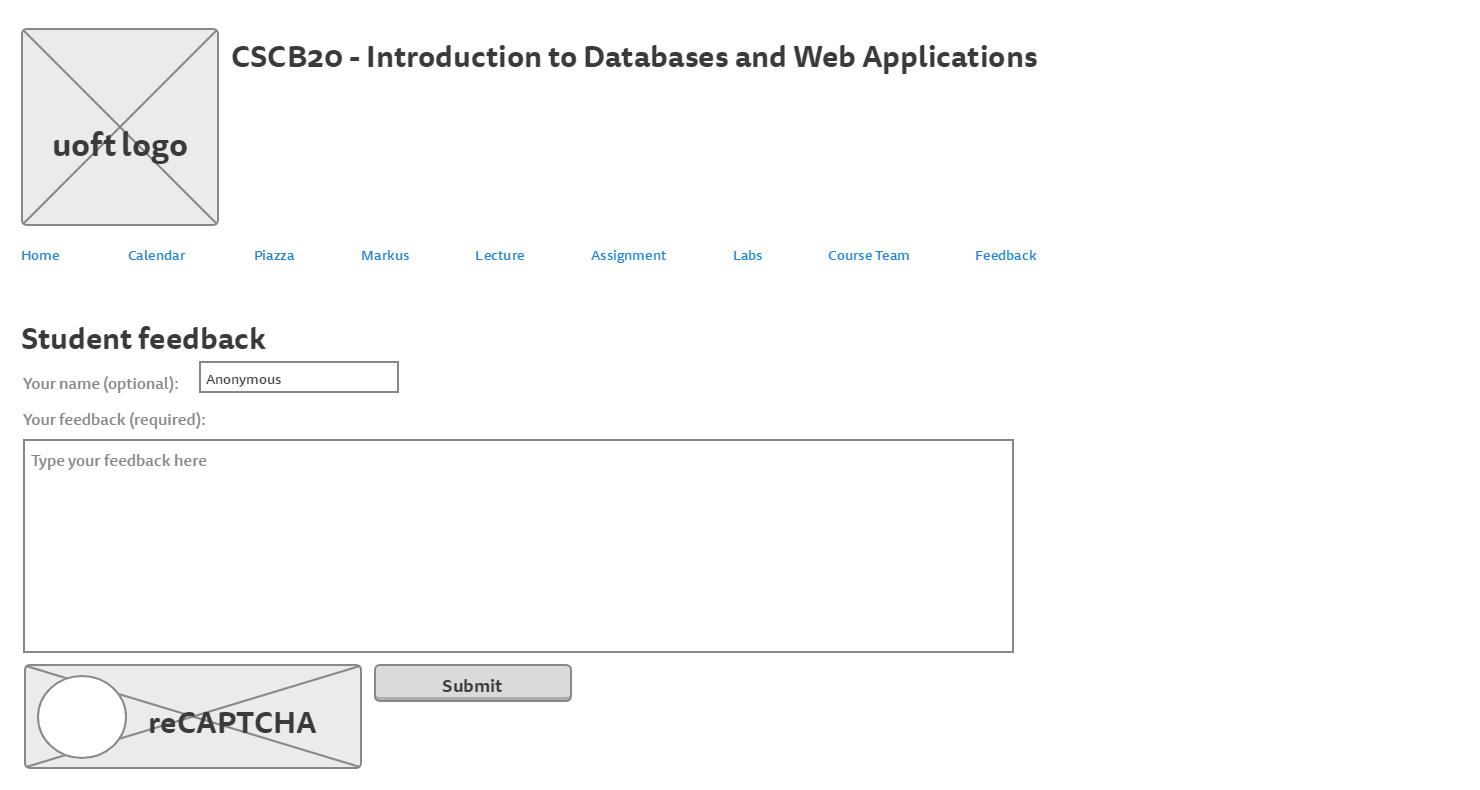 CSCB20 - Introduction to Databases and Web Applications
uoft logo
Home Calendar Piazza Markus Lecture Assignment Labs Course Team Feedback
Student feedback
Your name (optional): Anonymous
Your feedback (required):
Type your feedback here
reCAPTCHA
Submit